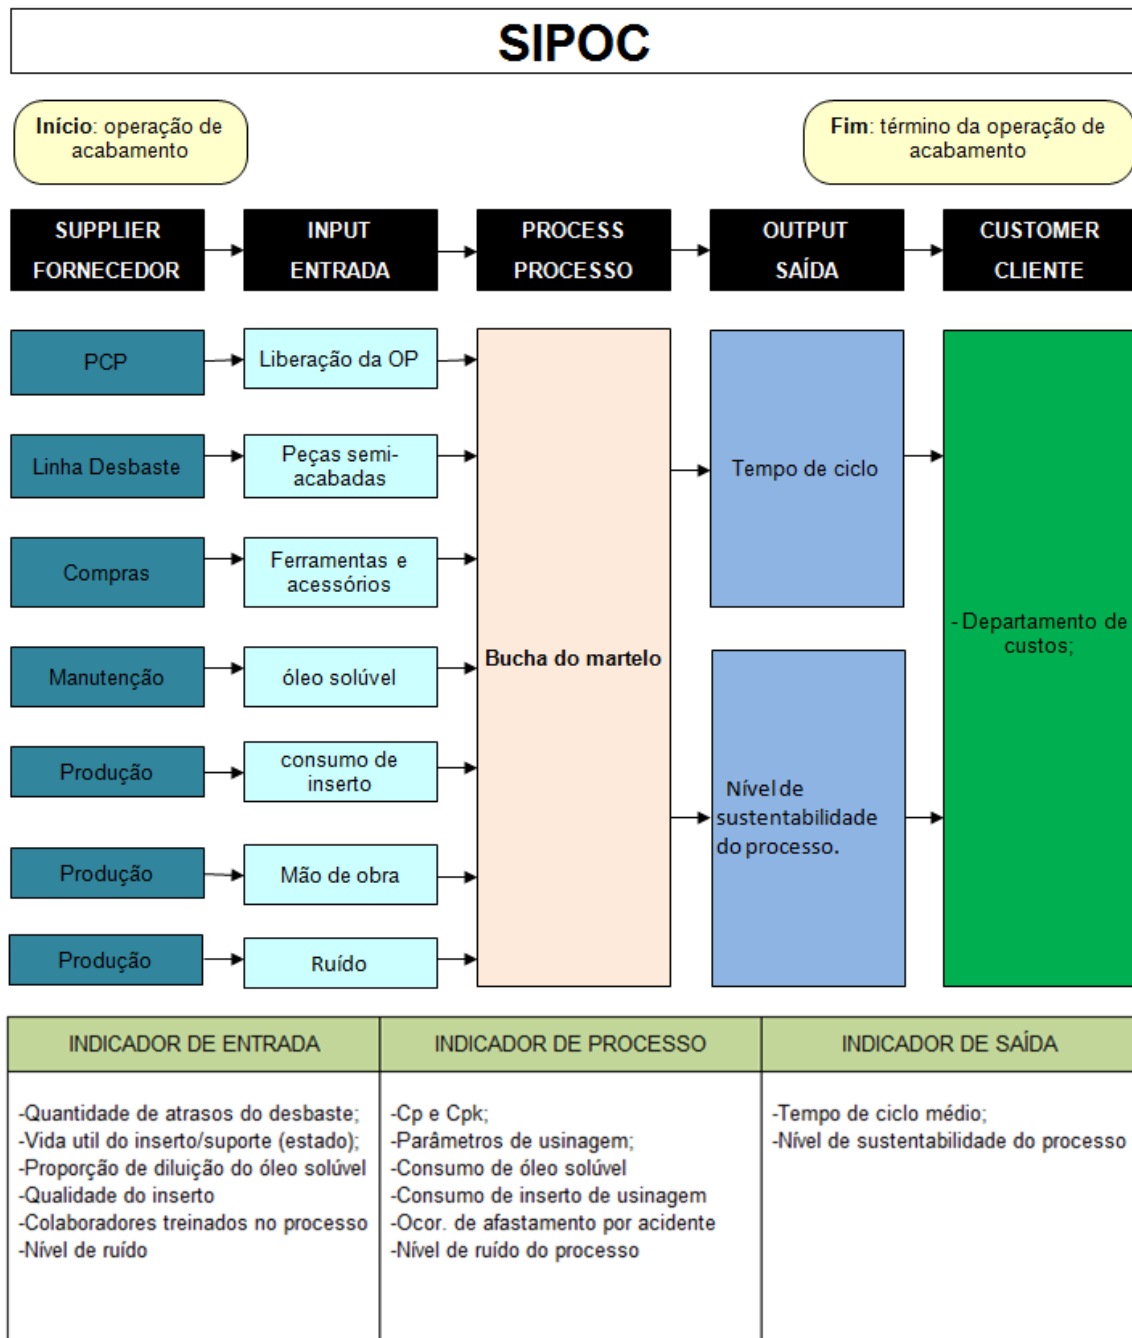 SIPOC
Início: operação de
acabamento
Fim: término da operação de
acabamento
SUPPLIER
FORNECEDOR
INPUT
ENTRADA
PROCESS
PROCESSO
OUTPUT
SAÍDA
CUSTOMER
CLIENTE
PCP
Liberação da OP
Linha Desbaste
Peças semi-
acabadas
Compras
Ferramentas e
acessórios
Manutenção
óleo solúvel
Produção
consumo de
inserto
Produção
Mão de obra
Produção
Ruído
Bucha do martelo
Tempo de ciclo
Nível de
sustentabilidade
do processo.
- Departamento de
custos;
INDICADOR DE ENTRADA
-Quantidade de atrasos do desbaste;
-Vida util do inserto/suporte (estado);
-Proporção de diluição do óleo solúvel
-Qualidade do inserto
-Colaboradores treinados no processo
-Nível de ruído
INDICADOR DE PROCESSO
-Cp e Cpk;
-Parâmetros de usinagem;
-Consumo de óleo solúvel
-Consumo de inserto de usinagem
-Ocor. de afastamento por acidente
-Nível de ruído do processo
INDICADOR DE SAÍDA
-Tempo de ciclo médio;
-Nível de sustentabilidade do processo